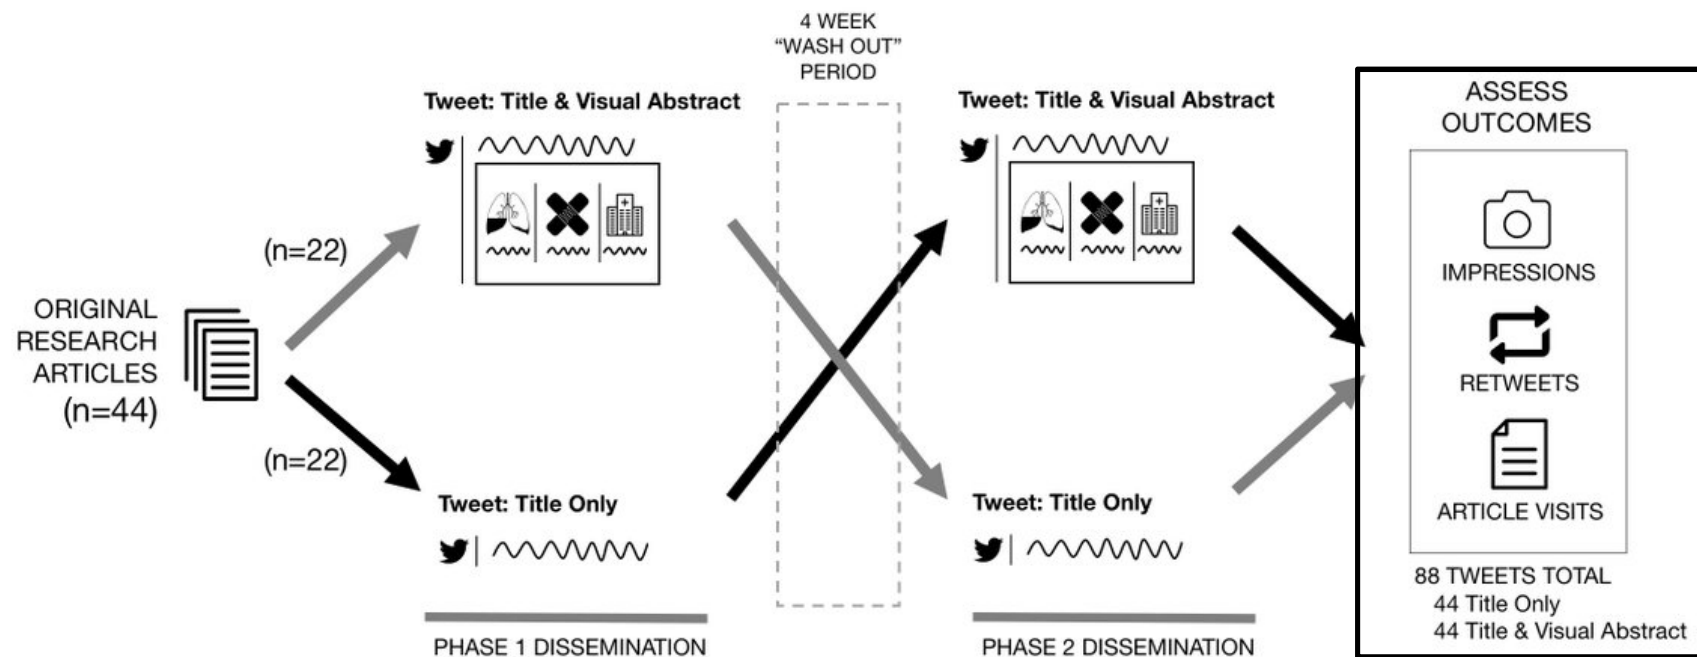 ORIGINAL
RESEARCH
ARTICLES
(n=44)
(n=22)
(n=22)
Tweet: Title & Visual Abstract
Tweet: Title Only
PHASE 1 DISSEMINATION
4 WEEK
“WASH OUT”
PERIOD
Tweet: Title & Visual Abstract
Tweet: Title Only
PHASE 2 DISSEMINATION
ASSESS
OUTCOMES
IMPRESSIONS
RETWEETS
ARTICLE VISITS
88 TWEETS TOTAL
44 Title Only
44 Title & Visual Abstract